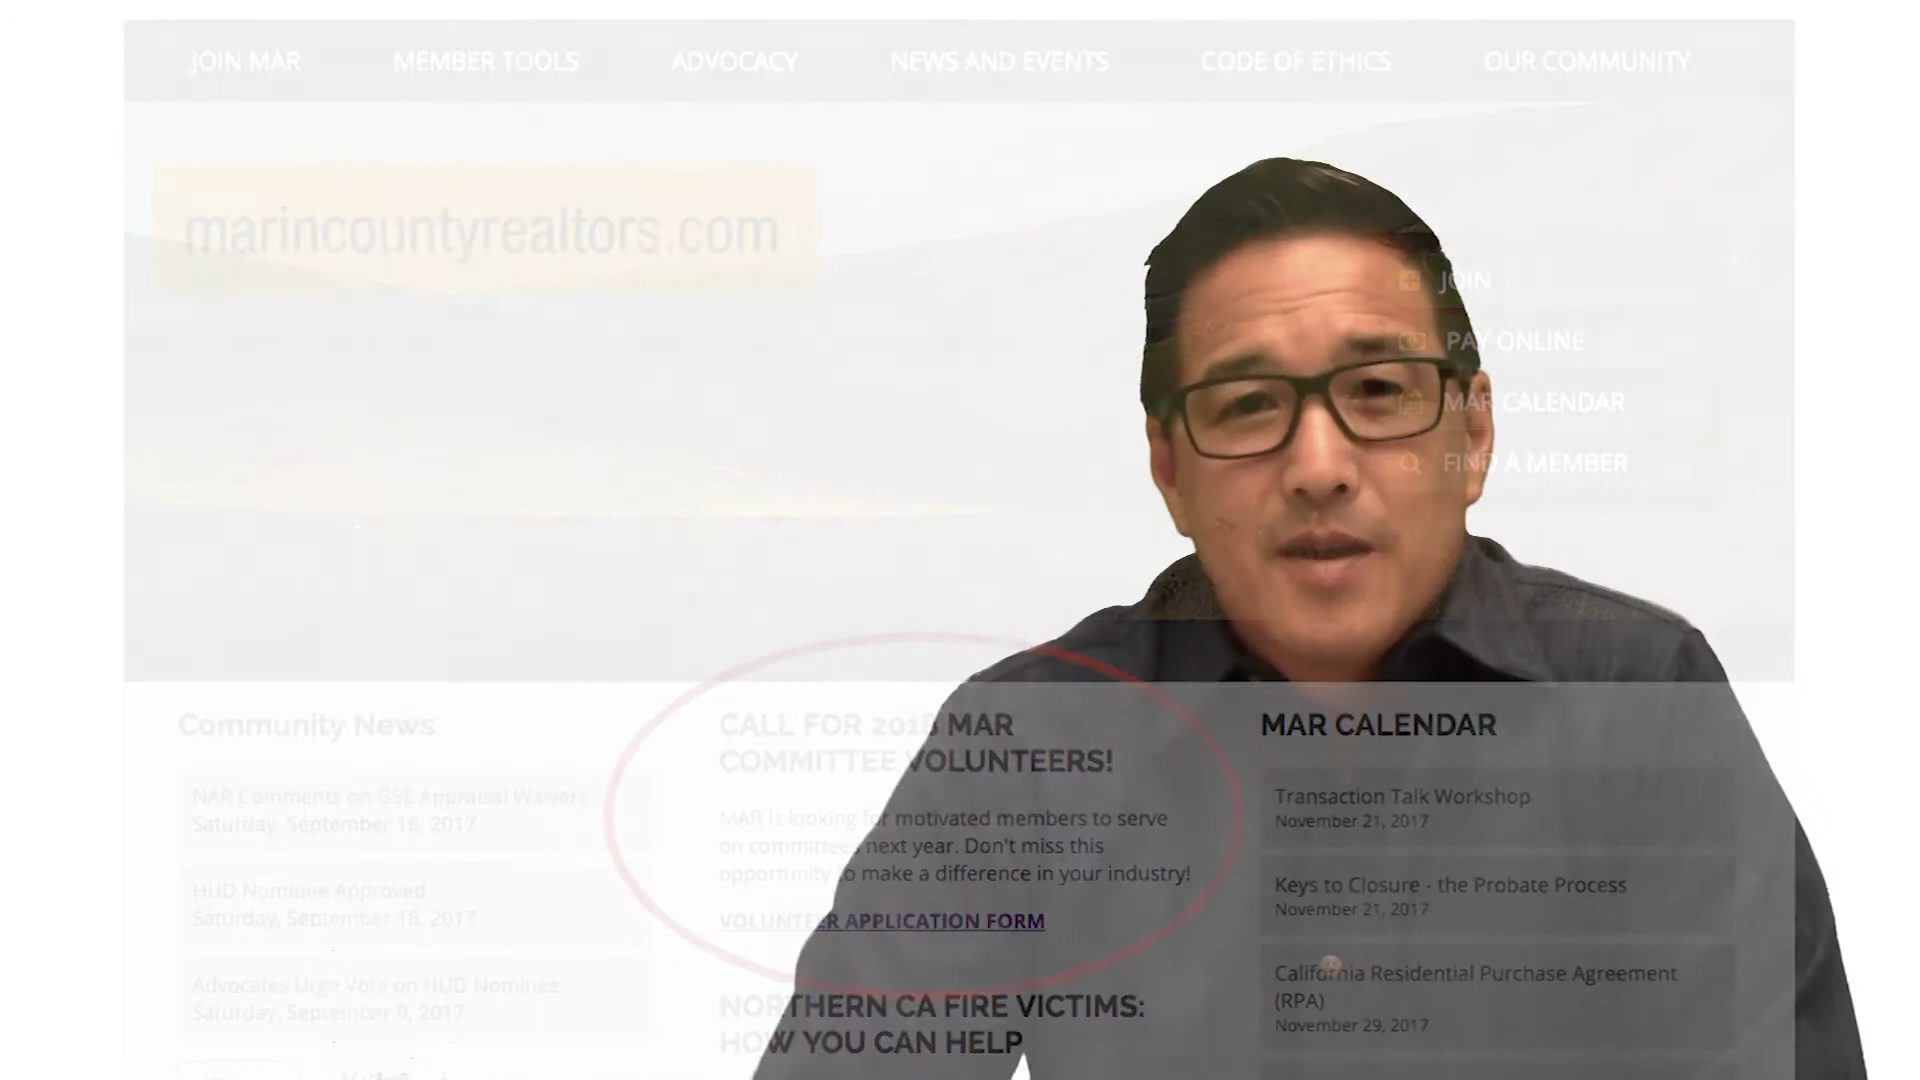 JOIN MAR
MEMBER TOOLS
ADVOCACY
NEWS AND EVENTS
CODE OF ETHICS
OUR COMMUNITY
marincountyrealtors.com
JOIN
PAY ONLINE
MAR CALENDAR
FIND A MEMBER
Community News
NAR Comments on GSE Appraisal Waivers
Saturday, September 16, 2017
HUD Nominee Approved
Saturday, September 16, 2017
Advocates Urge Vote on HUD Nominee
Saturday, September 9, 2017
CALL FOR 2018 MAR
COMMITTEE VOLUNTEERS!
MAR is looking for motivated members to serve
on committees next year. Don't miss this
opportunity to make a difference in your industry!
VOLUNTEER APPLICATION FORM
NORTHERN CA FIRE VICTIMS:
HOW YOU CAN HELP
MAR CALENDAR
Transaction Talk Workshop
November 21, 2017
Keys to Closure - the Probate Process
November 21, 2017
California Residential Purchase Agreement
(RPA)
November 29, 2017